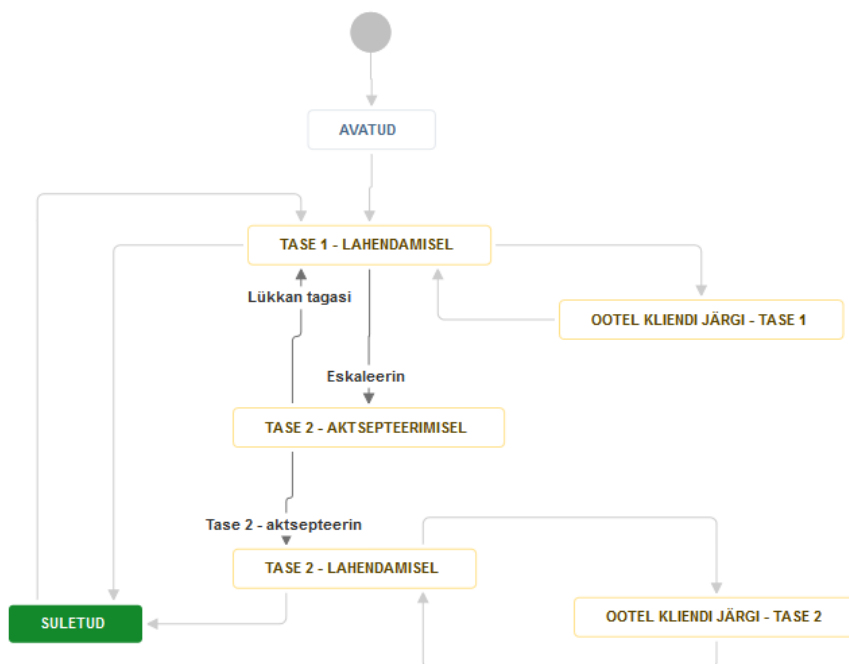 AVATUD
TASE 1 - LAHENDAMISEL
Lükkan tagasi
OOTEL KLIENDI JÄRGI - TASE 1
Eskaleerin
TASE 2 - AKTSEPTEERIMISEL
Tase 2 - aktsepteerin
TASE 2 - LAHENDAMISEL
OOTEL KLIENDI JÄRGI - TASE 2
SULETUD